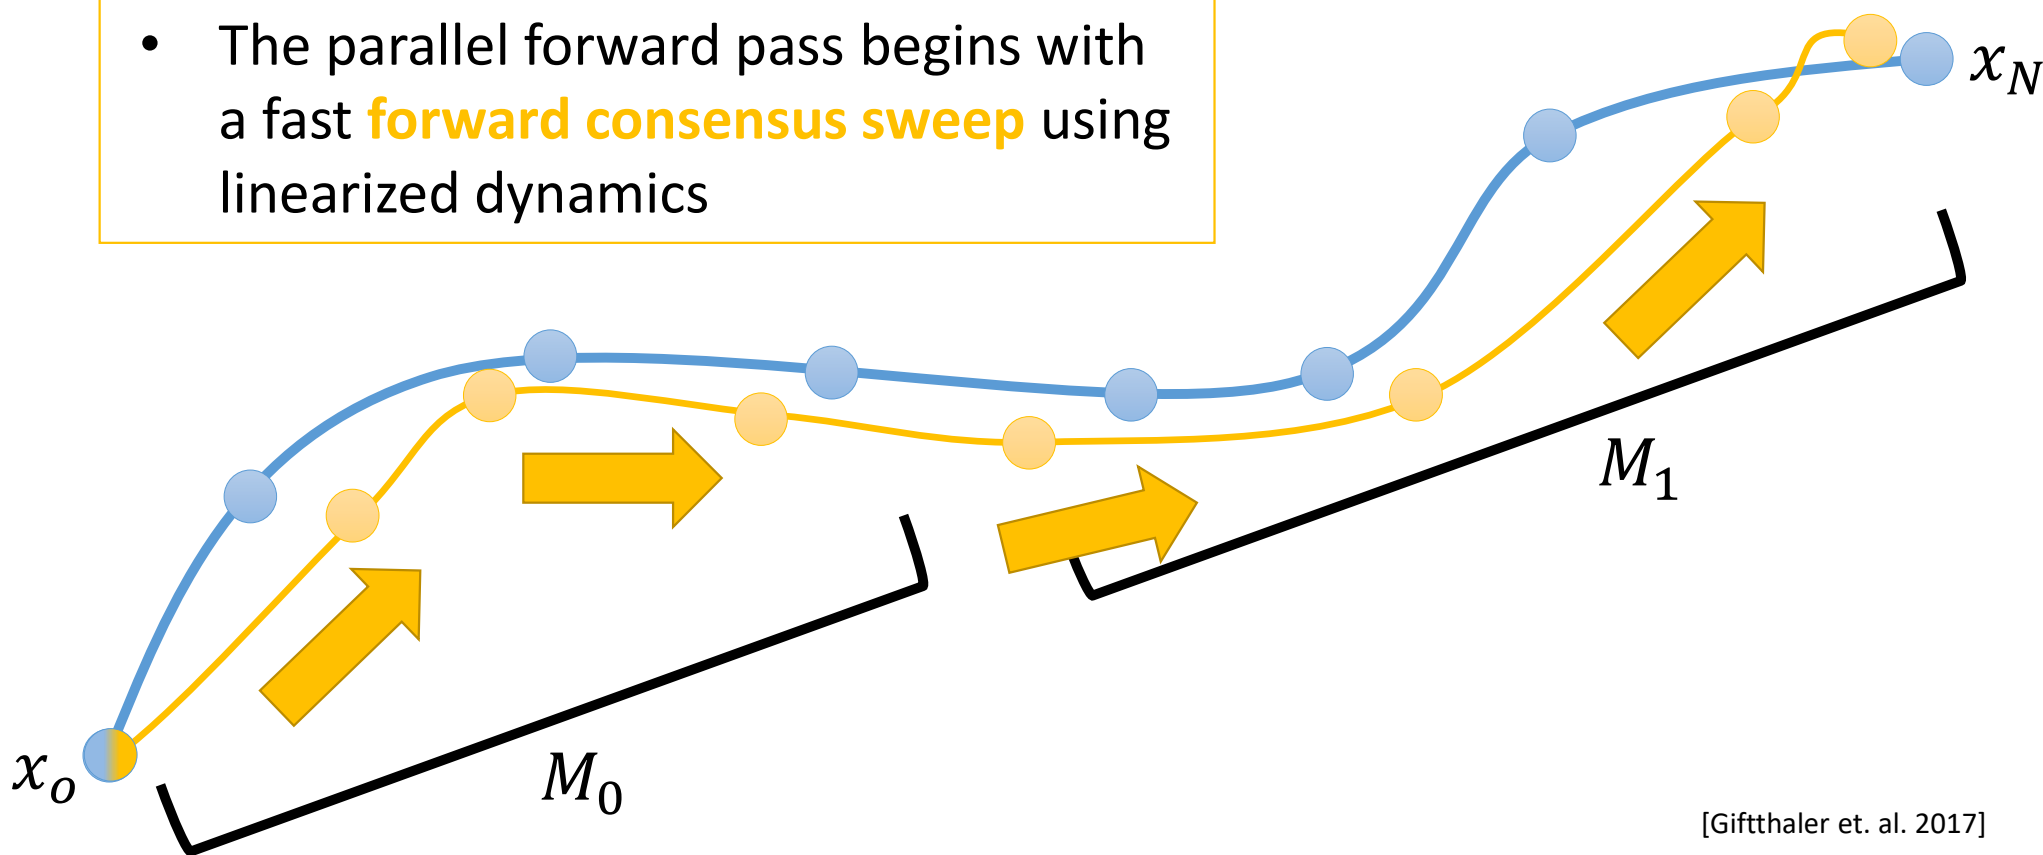 • The parallel forward pass begins with
a fast forward consensus sweep using
linearized dynamics
x_N
M_1
x_o
M_0
[Giftthaler et. al. 2017]